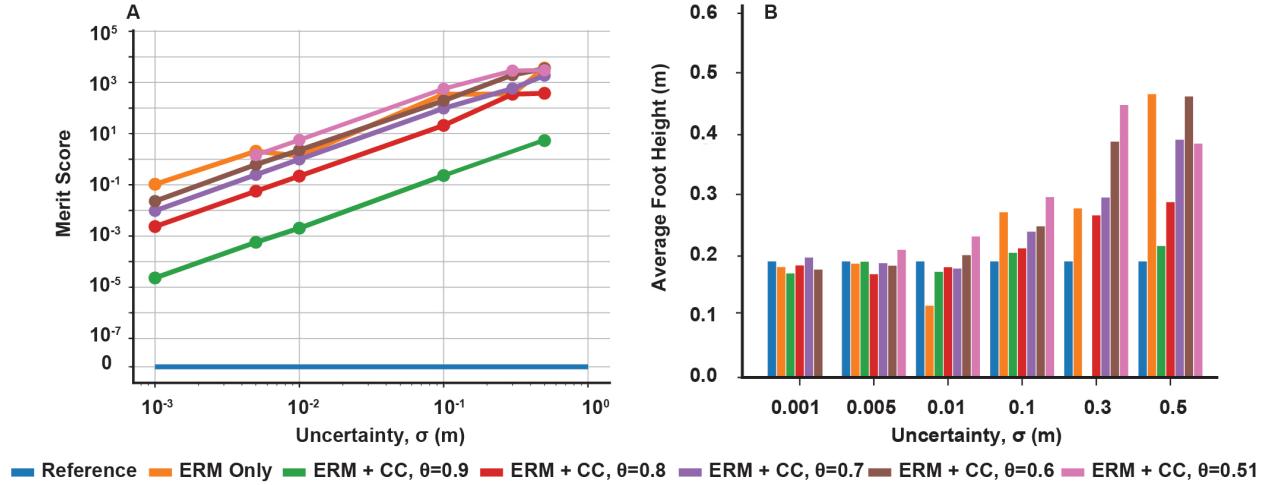 A
10^5
10^3
10^1
10^-1
10^-3
10^-5
10^-7
0
Merit Score
10^-3 10^-2 10^-1 10^0
Uncertainty, σ (m)
B
0.6
0.5
0.4
0.3
0.2
0.1
0.0
Average Foot Height (m)
0.001 0.005 0.01 0.1 0.3 0.5
Uncertainty, σ (m)
Reference ERM Only ERM + CC, θ=0.9 ERM + CC, θ=0.8 ERM + CC, θ=0.7 ERM + CC, θ=0.6 ERM + CC, θ=0.51